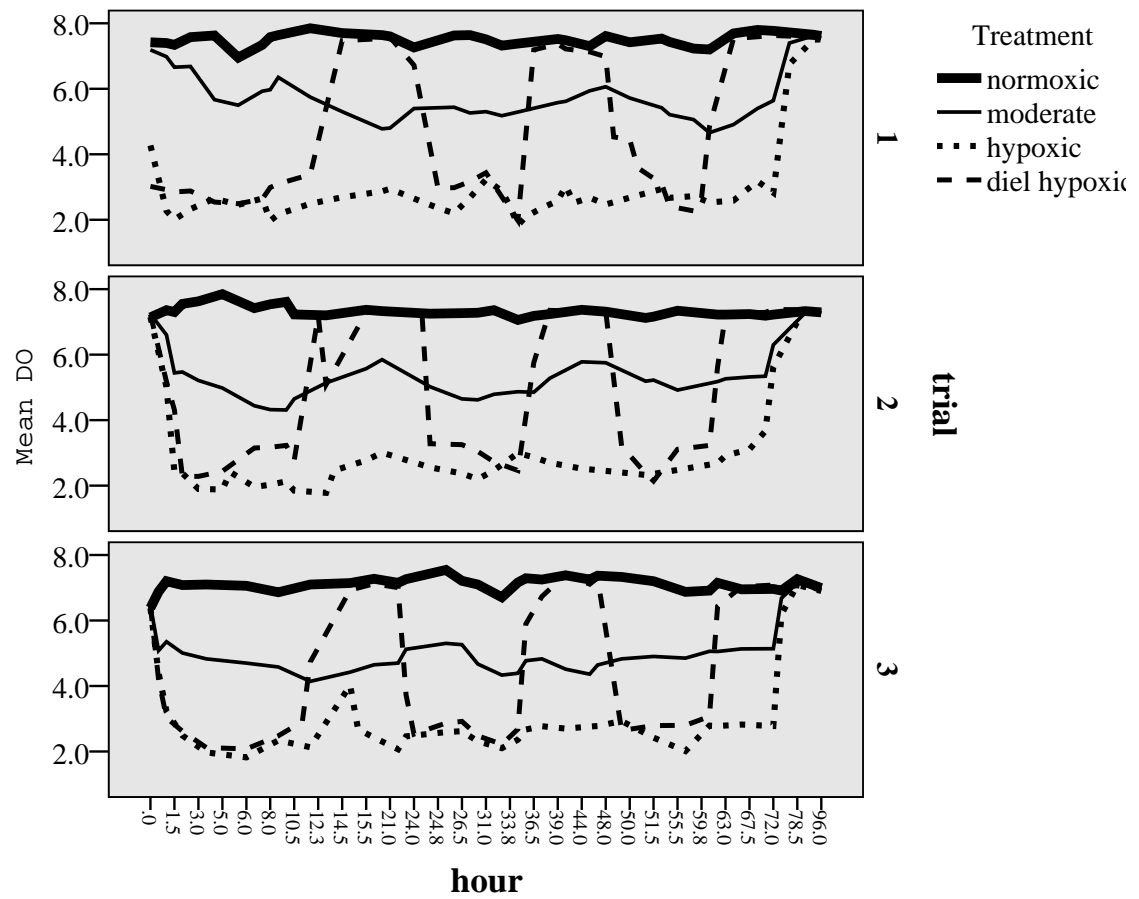 8.0
6.0
4.0
2.0
1
8.0
6.0
4.0
2.0
2
8.0
6.0
4.0
2.0
3
Mean DO
trial
.0 1.5 3.0 5.0 6.0 8.0 10.5 12.3 14.5 15.5 21.0 24.0 24.8 26.5 31.0 33.8 36.5 39.0 44.0 48.0 50.0 51.5 55.5 59.8 63.0 67.5 72.0 78.5 96.0
hour
Treatment
normoxic
moderate
hypoxic
diel hypoxic